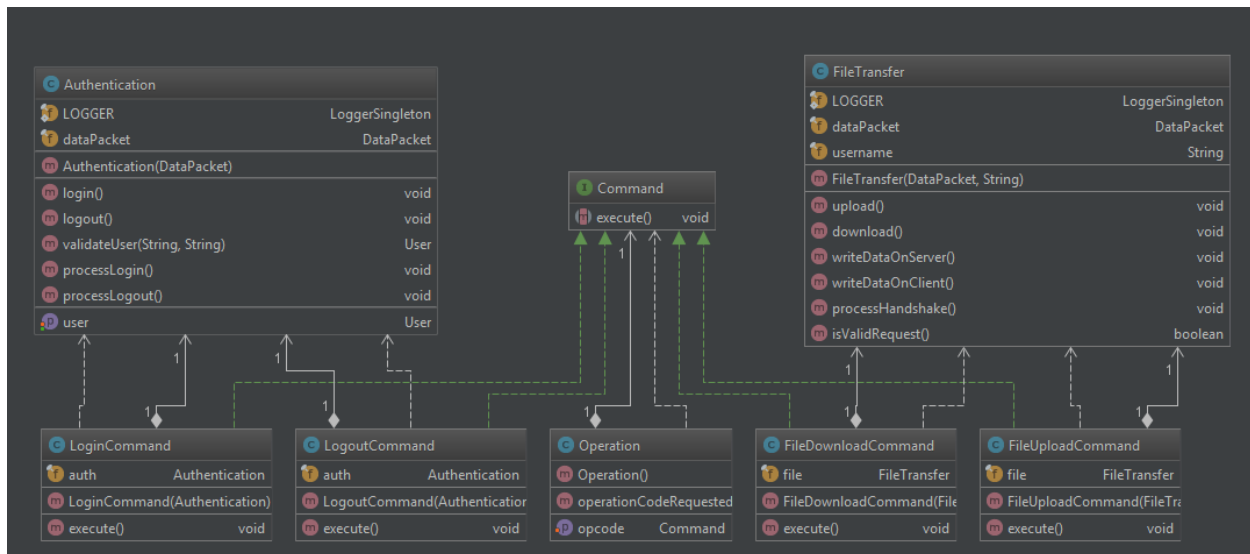 Authentication
LOGGER LoggerSingleton
dataPacket DataPacket
Authentication(DataPacket)
login() void
logout() void
validateUser(String, String) User
processLogin() void
processLogout() void
user User
FileTransfer
LOGGER LoggerSingleton
dataPacket DataPacket
username String
FileTransfer(DataPacket, String)
upload() void
download() void
writeDataOnServer() void
writeDataOnClient() void
processHandshake() void
isValidRequest() boolean
Command
execute() void
1
1
1
1
1
1
1
1
1
1
LoginCommand
auth Authentication
LoginCommand(Authentication)
execute() void
LogoutCommand
auth Authentication
LogoutCommand(Authentication
execute() void
Operation
Operation()
operationCodeRequested
opcode Command
FileDownloadCommand
file FileTransfer
FileDownloadCommand(File
execute() void
FileUploadCommand
file FileTransfer
FileUploadCommand(FileTra
execute() void